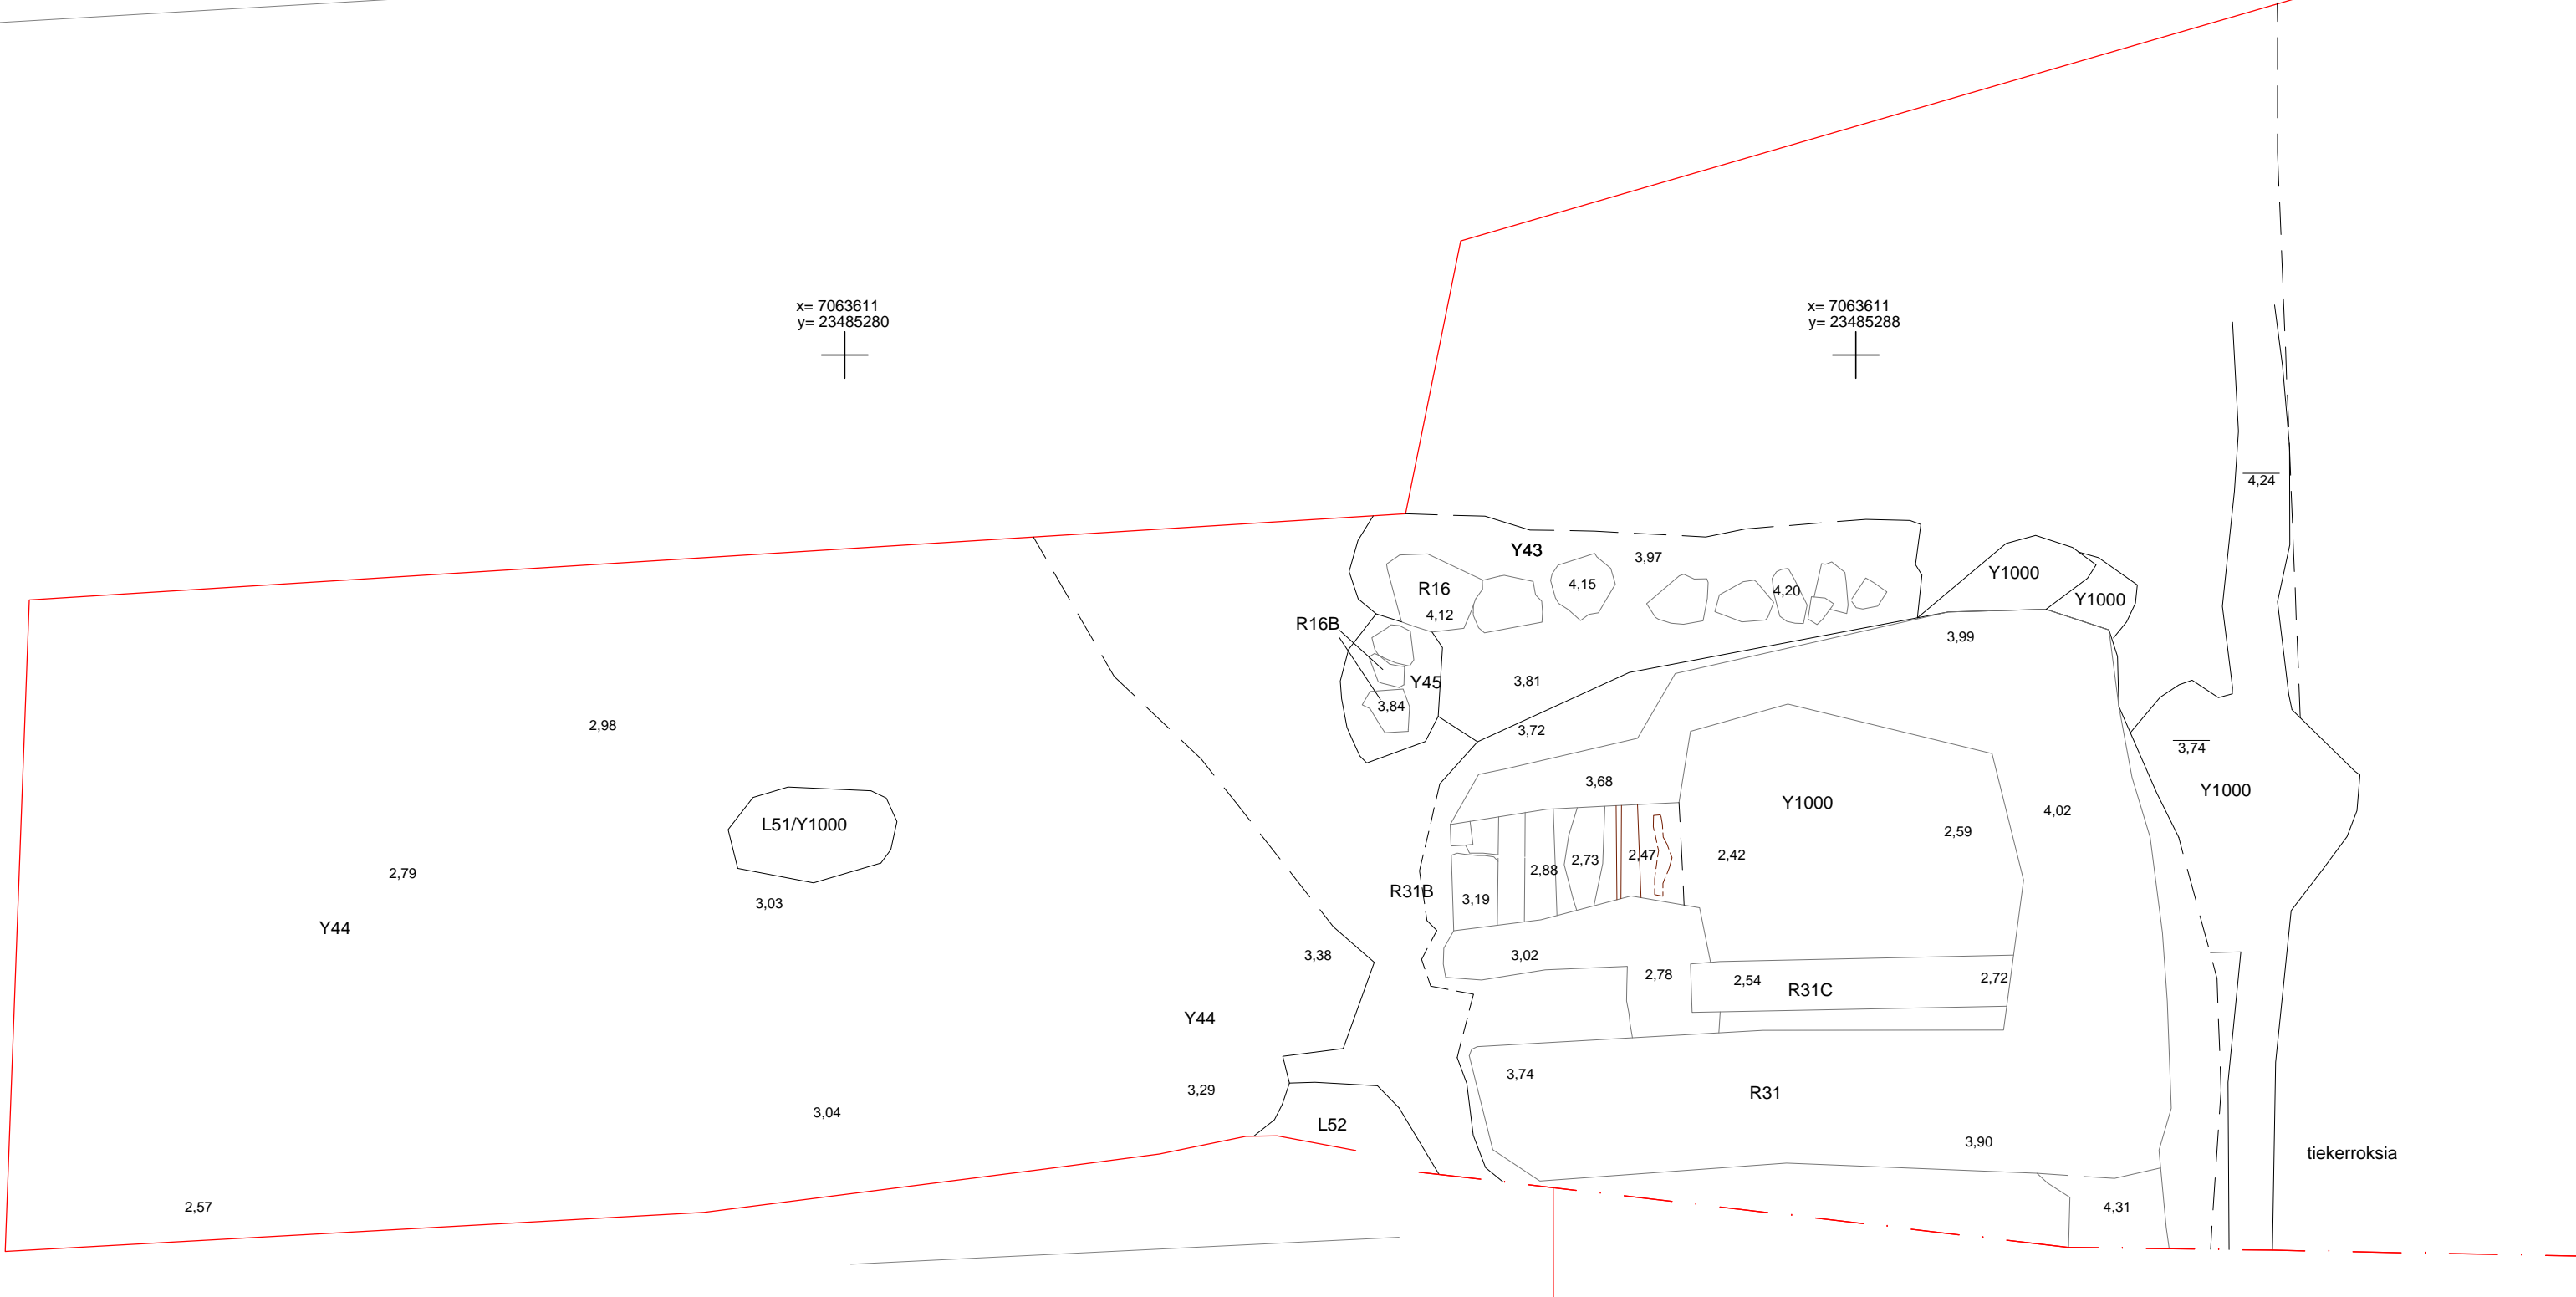 x= 7063611
y= 23485280
x= 7063611
y= 23485288
4,24
Y43
3,97
Y1000
4,15
R16
4,20
Y1000
4,12
R16B
3,99
Y45
3,81
3,84
2,98
3,72
3,74
3,68
Y1000
Y1000
4,02
L51/Y1000
2,59
2,47
2,42
2,73
2,88
2,79
R31B
3,19
3,03
Y44
3,38
3,02
2,78
2,54
2,72
R31C
Y44
3,74
3,29
R31
3,04
L52
3,90
tiekerroksia
2,57
4,31